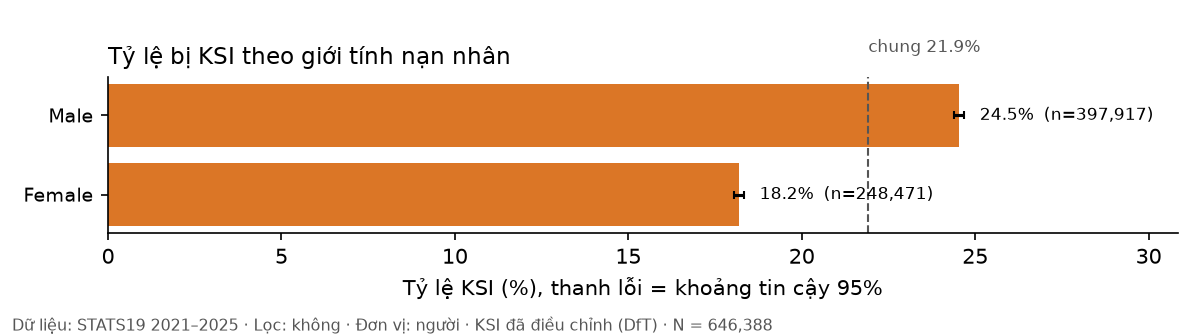 chung 21.9%
Tỷ lệ bị KSI theo giới tính nạn nhân
Male
24.5% (n=397,917)
Female
18.2% (n=248,471)
0 5 10 15 20 25 30
Tỷ lệ KSI (%), thanh lỗi = khoảng tin cậy 95%
Dữ liệu: STATS19 2021–2025 · Lọc: không · Đơn vị: người · KSI đã điều chỉnh (DfT) · N = 646,388